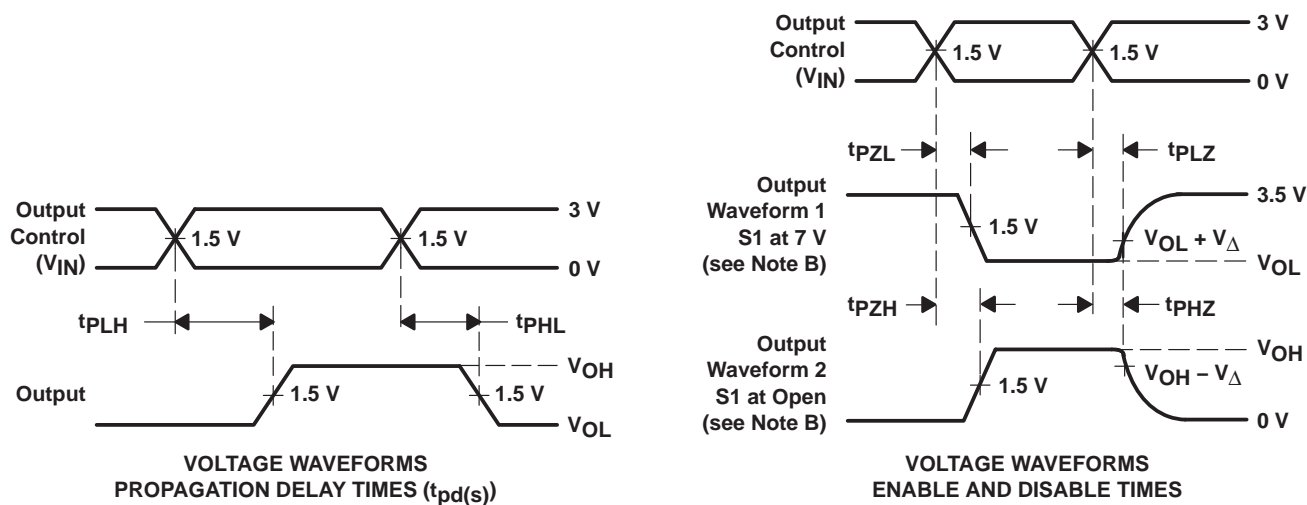 Output
Control
(VIN)
1.5 V
1.5 V
3 V
0 V
tPLH
tPHL
Output
1.5 V
1.5 V
VOH
VOL
VOLTAGE WAVEFORMS
PROPAGATION DELAY TIMES (tpd(s))
Output
Control
(VIN)
1.5 V
1.5 V
3 V
0 V
tPZL
tPLZ
Output
Waveform 1
S1 at 7 V
(see Note B)
1.5 V
3.5 V
VOL + VΔ
VOL
tPZH
tPHZ
Output
Waveform 2
S1 at Open
(see Note B)
1.5 V
VOH
VOH − VΔ
0 V
VOLTAGE WAVEFORMS
ENABLE AND DISABLE TIMES